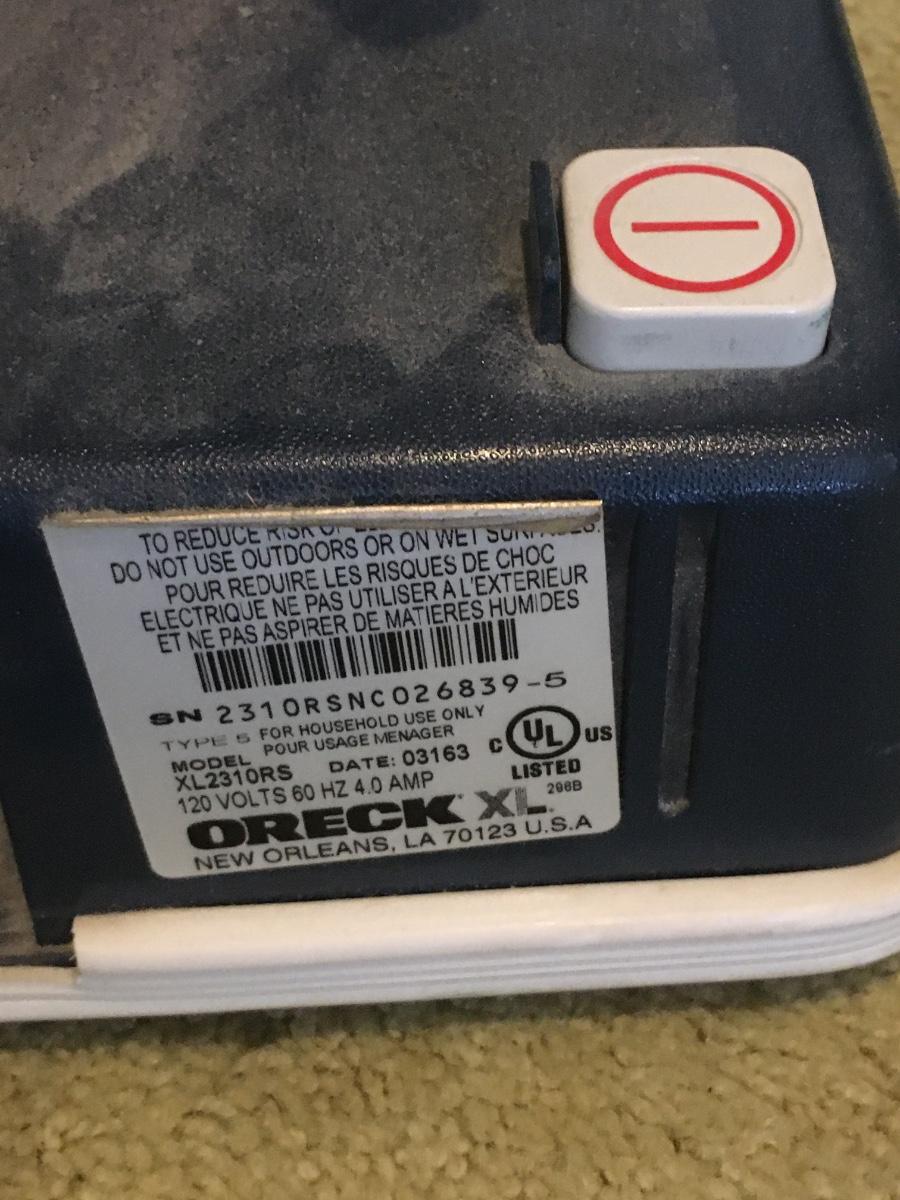 TO REDUCE RISK OF
DO NOT USE OUTDOORS OR ON WET SURFACES.
POUR REDUIRE LES RISQUES DE CHOC
ELECTRIQUE NE PAS UTILISER A L'EXTERIEUR
ET NE PAS ASPIRER DE MATIERES HUMIDES
SN 2310RSNC026839-5
TYPE 5 FOR HOUSEHOLD USE ONLY
POUR USAGE MENAGER
MODEL DATE: 03163
XL2310RS
120 VOLTS 60 HZ 4.0 AMP
C UL US
LISTED
296B
ORECK XL
NEW ORLEANS, LA 70123 U.S.A